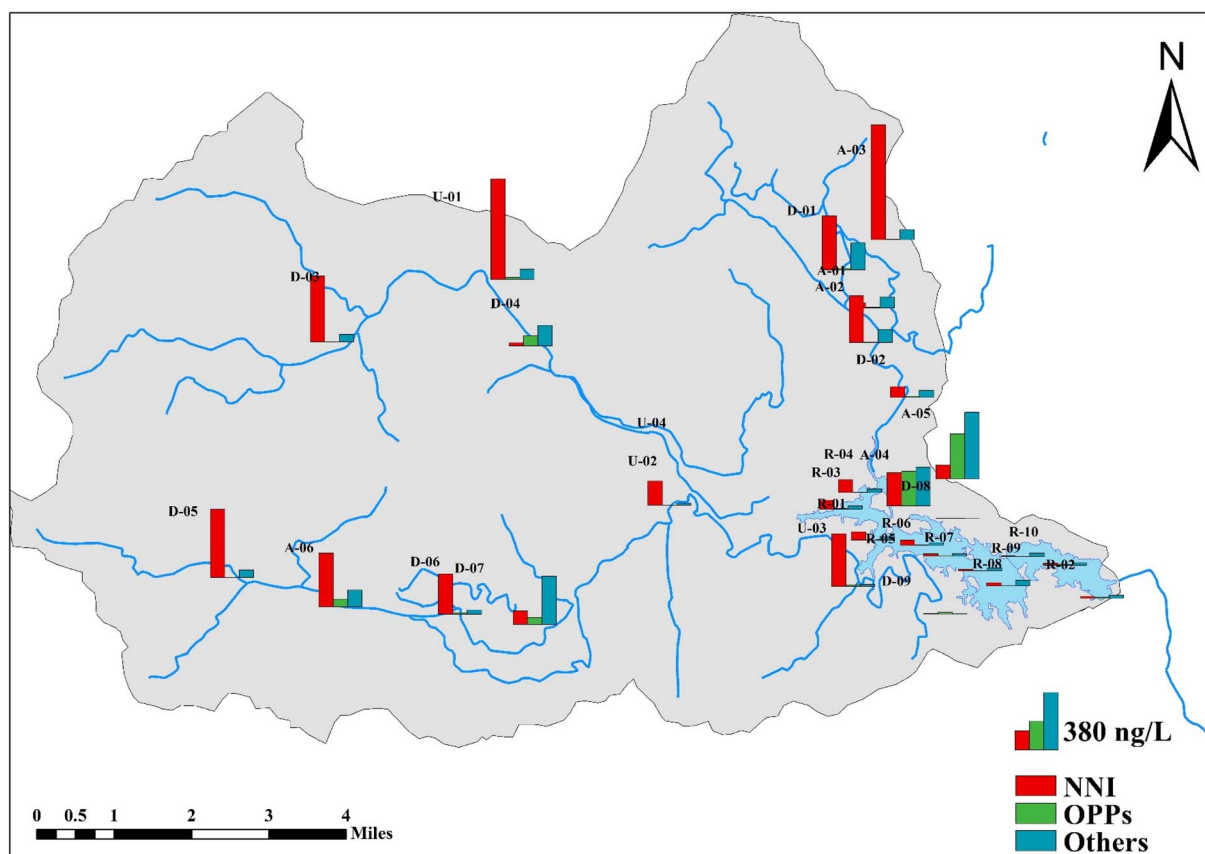 N
A-03
U-01
D-01
A-01
D-03
A-02
D-04
D-02
A-05
U-04
R-04
A-04
U-02
R-03
D-08
R-01
D-05
U-03
R-06
R-10
R-05
R-07
A-06
R-09
D-06
D-07
R-08
R-02
D-09
380 ng/L
NNI
OPPs
Others
0 0.5 1 2 3 4
Miles